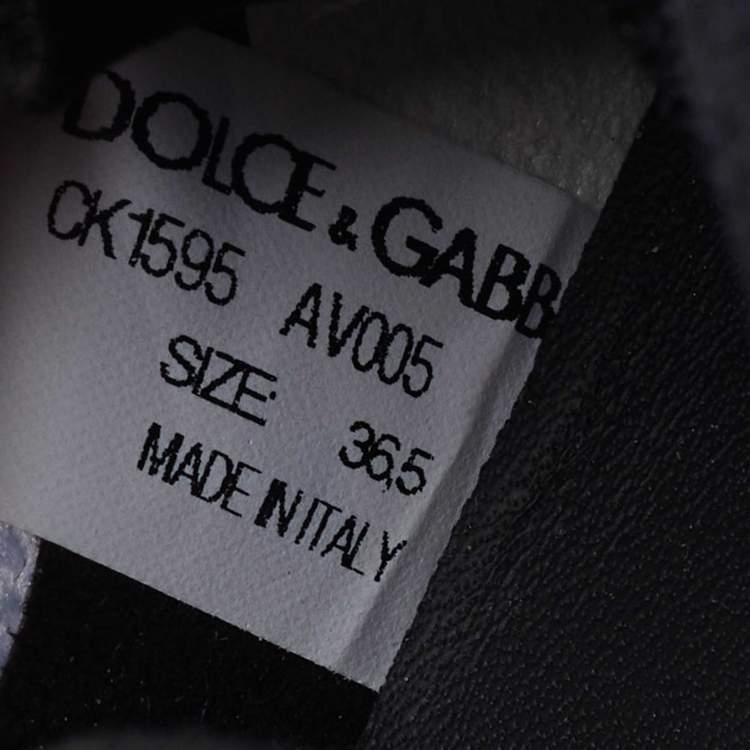 DOLCE & GABB
CK1595 AV005
SIZE: 36,5
MADE IN ITALY